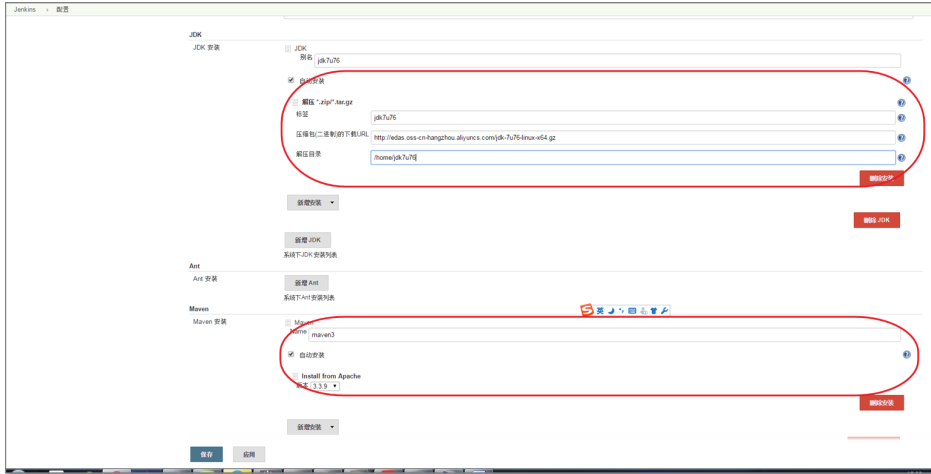 Jenkins › 配置
JDK
JDK 安装
JDK
别名
jdk7u76
自动安装
解压 *.zip/*.tar.gz
标签
jdk7u76
压缩包(二进制)的下载URL
http://edas.oss-cn-hangzhou.aliyuncs.com/jdk-7u76-linux-x64.gz
解压目录
/home/jdk7u76
删除安装
新增安装
删除 JDK
新增 JDK
系统下JDK 安装列表
Ant
Ant 安装
新增 Ant
系统下Ant 安装列表
英
Maven
Maven 安装
Maven
Name
maven3
自动安装
Install from Apache
版本 3.3.9
删除安装
新增安装
保存
应用